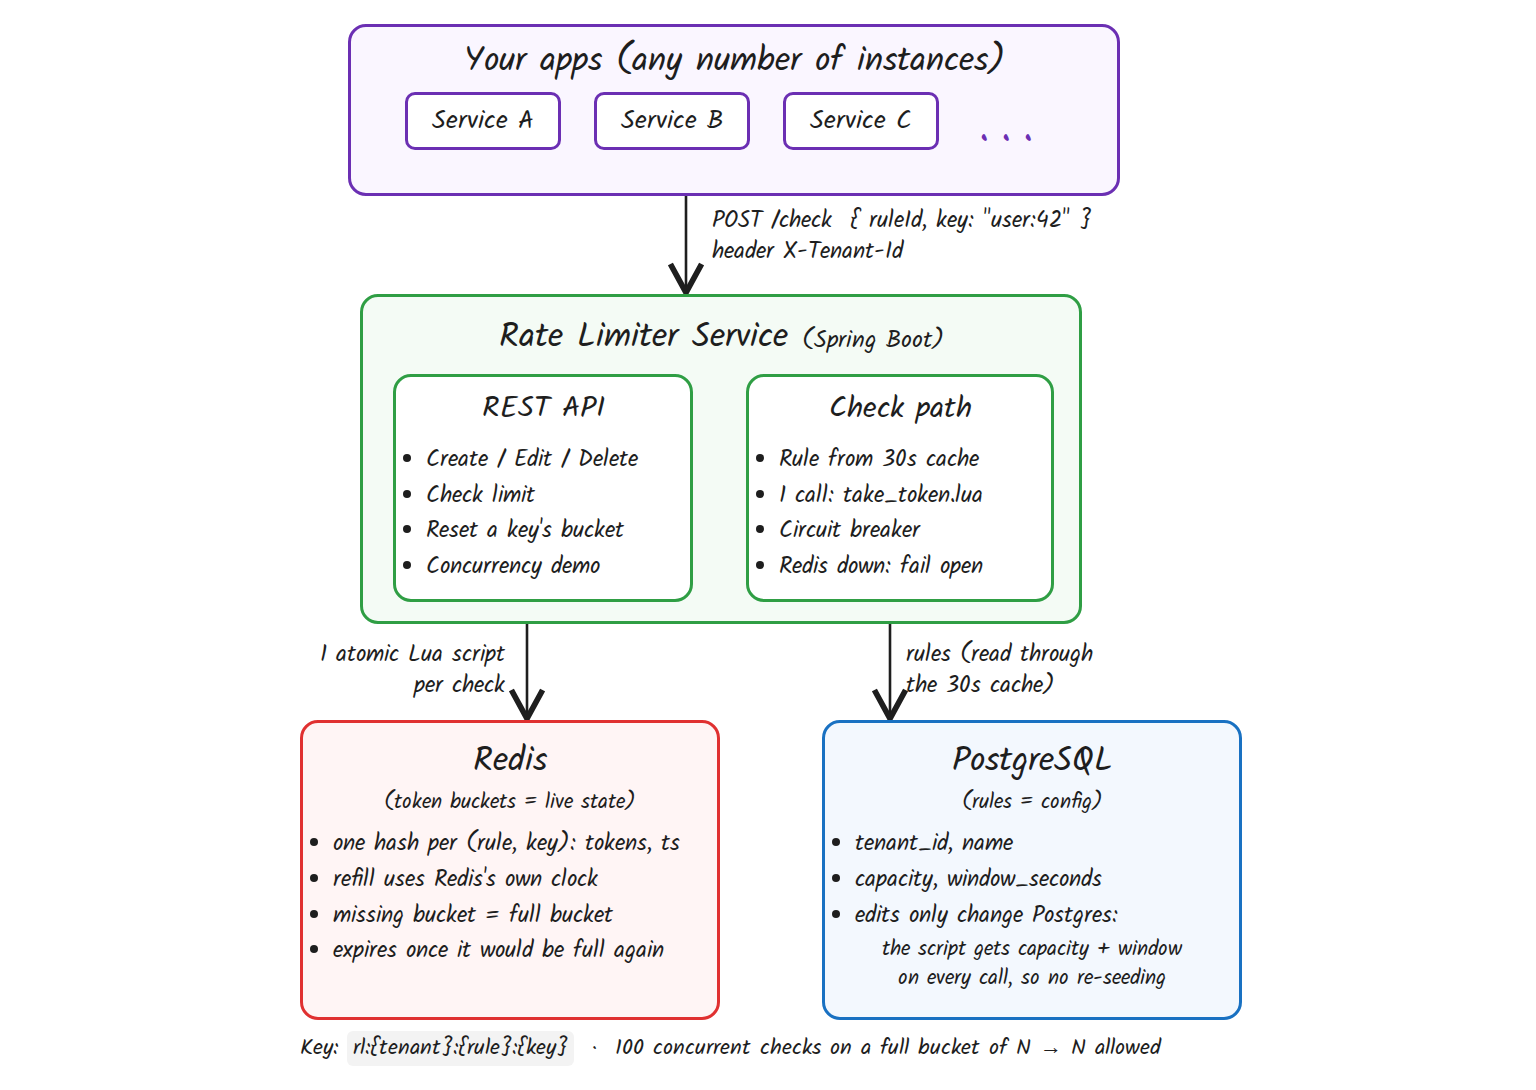 Your apps (any number of instances)
Service A
Service B
Service C
...
POST /check { ruleId, key: "user:42" }
header X-Tenant-Id
Rate Limiter Service (Spring Boot)
REST API
• Create / Edit / Delete
• Check limit
• Reset a key's bucket
• Concurrency demo
Check path
• Rule from 30s cache
• 1 call: take_token.lua
• Circuit breaker
• Redis down: fail open
1 atomic Lua script
per check
rules (read through
the 30s cache)
Redis
(token buckets = live state)
• one hash per (rule, key): tokens, ts
• refill uses Redis's own clock
• missing bucket = full bucket
• expires once it would be full again
PostgreSQL
(rules = config)
• tenant_id, name
• capacity, window_seconds
• edits only change Postgres:
the script gets capacity + window
on every call, so no re-seeding
Key: rl:{tenant}:{rule}:{key} · 100 concurrent checks on a full bucket of N → N allowed